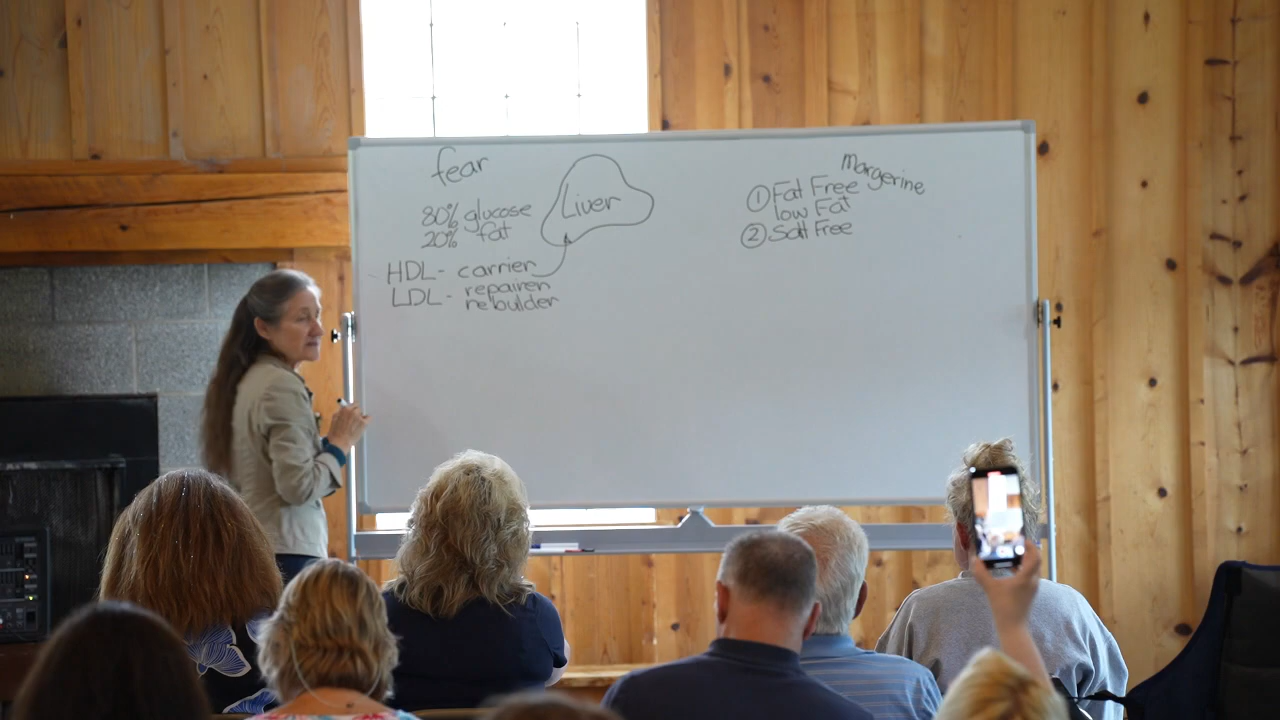 fear
80% glucose
20% fat
Liver
HDL - carrier
LDL - repairer
rebuilder
Margerine
① Fat Free
low Fat
② Salt Free